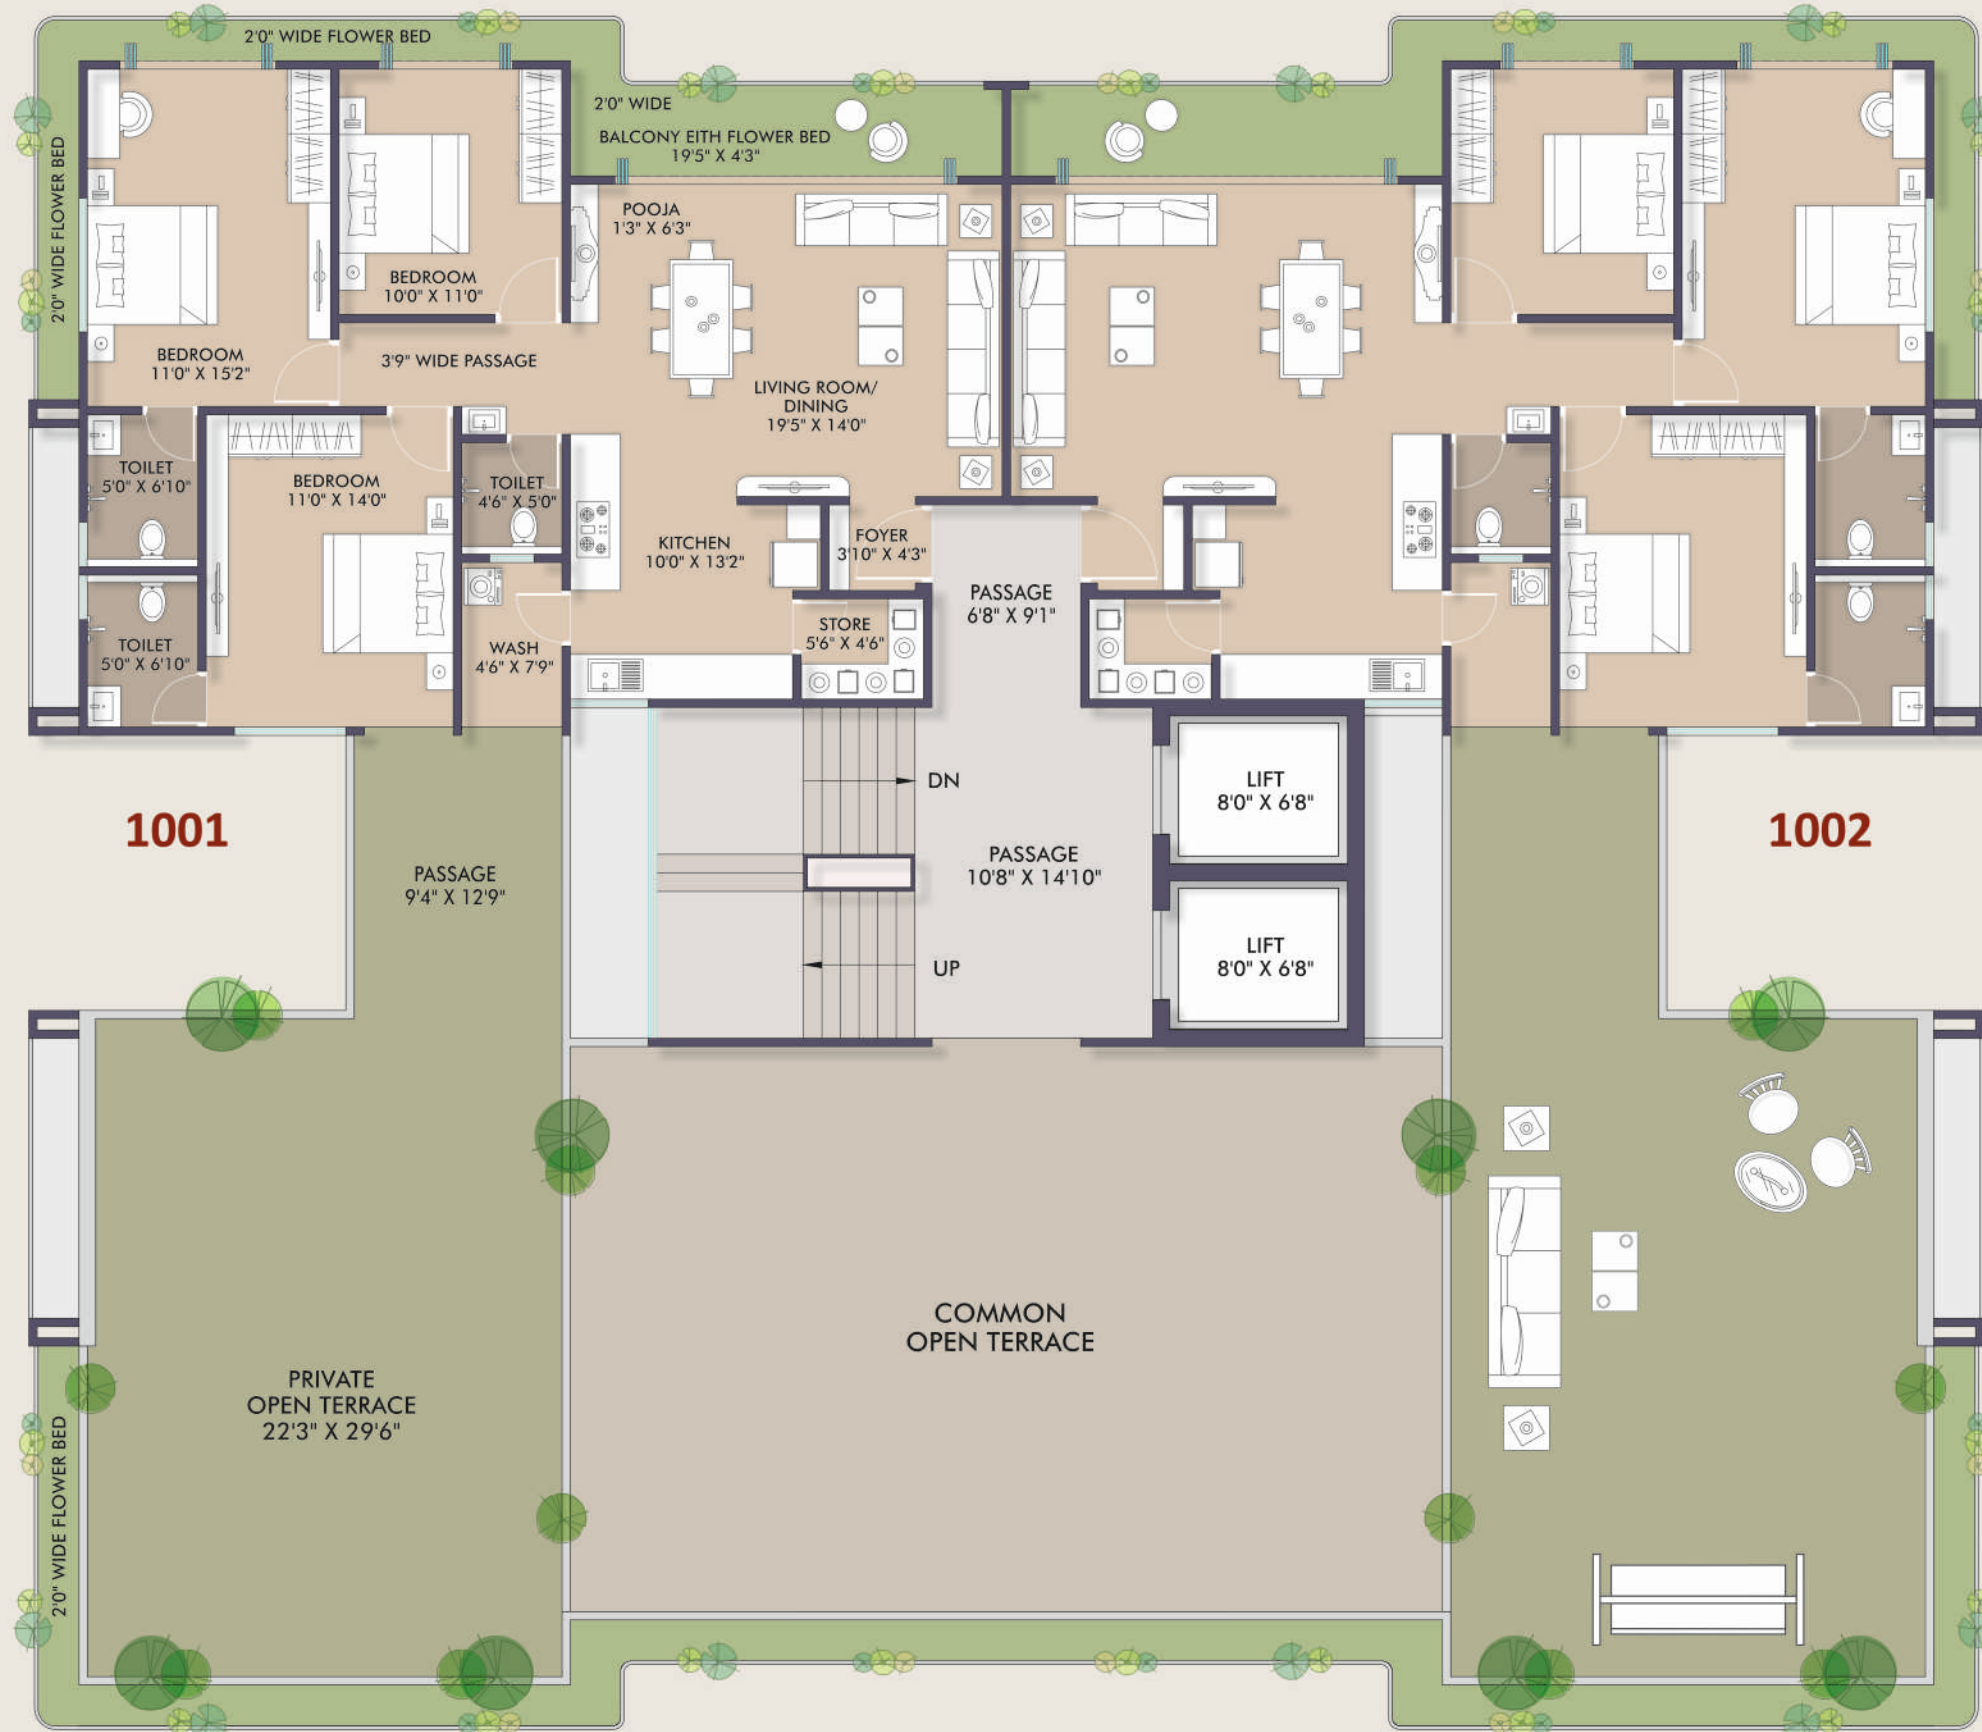 2'0" WIDE FLOWER BED
2'0" WIDE FLOWER BED
2'0" WIDE
BALCONY EITH FLOWER BED
19'5" X 4'3"
POOJA
1'3" X 6'3"
BEDROOM
10'0" X 11'0"
BEDROOM
11'0" X 15'2"
3'9" WIDE PASSAGE
LIVING ROOM/
DINING
19'5" X 14'0"
TOILET
5'0" X 6'10"
BEDROOM
11'0" X 14'0"
TOILET
4'6" X 5'0"
KITCHEN
10'0" X 13'2"
FOYER
3'10" X 4'3"
PASSAGE
6'8" X 9'1"
TOILET
5'0" X 6'10"
WASH
4'6" X 7'9"
STORE
5'6" X 4'6"
DN
LIFT
8'0" X 6'8"
1001
1002
PASSAGE
9'4" X 12'9"
PASSAGE
10'8" X 14'10"
UP
LIFT
8'0" X 6'8"
COMMON
OPEN TERRACE
PRIVATE
OPEN TERRACE
22'3" X 29'6"
2'0" WIDE FLOWER BED